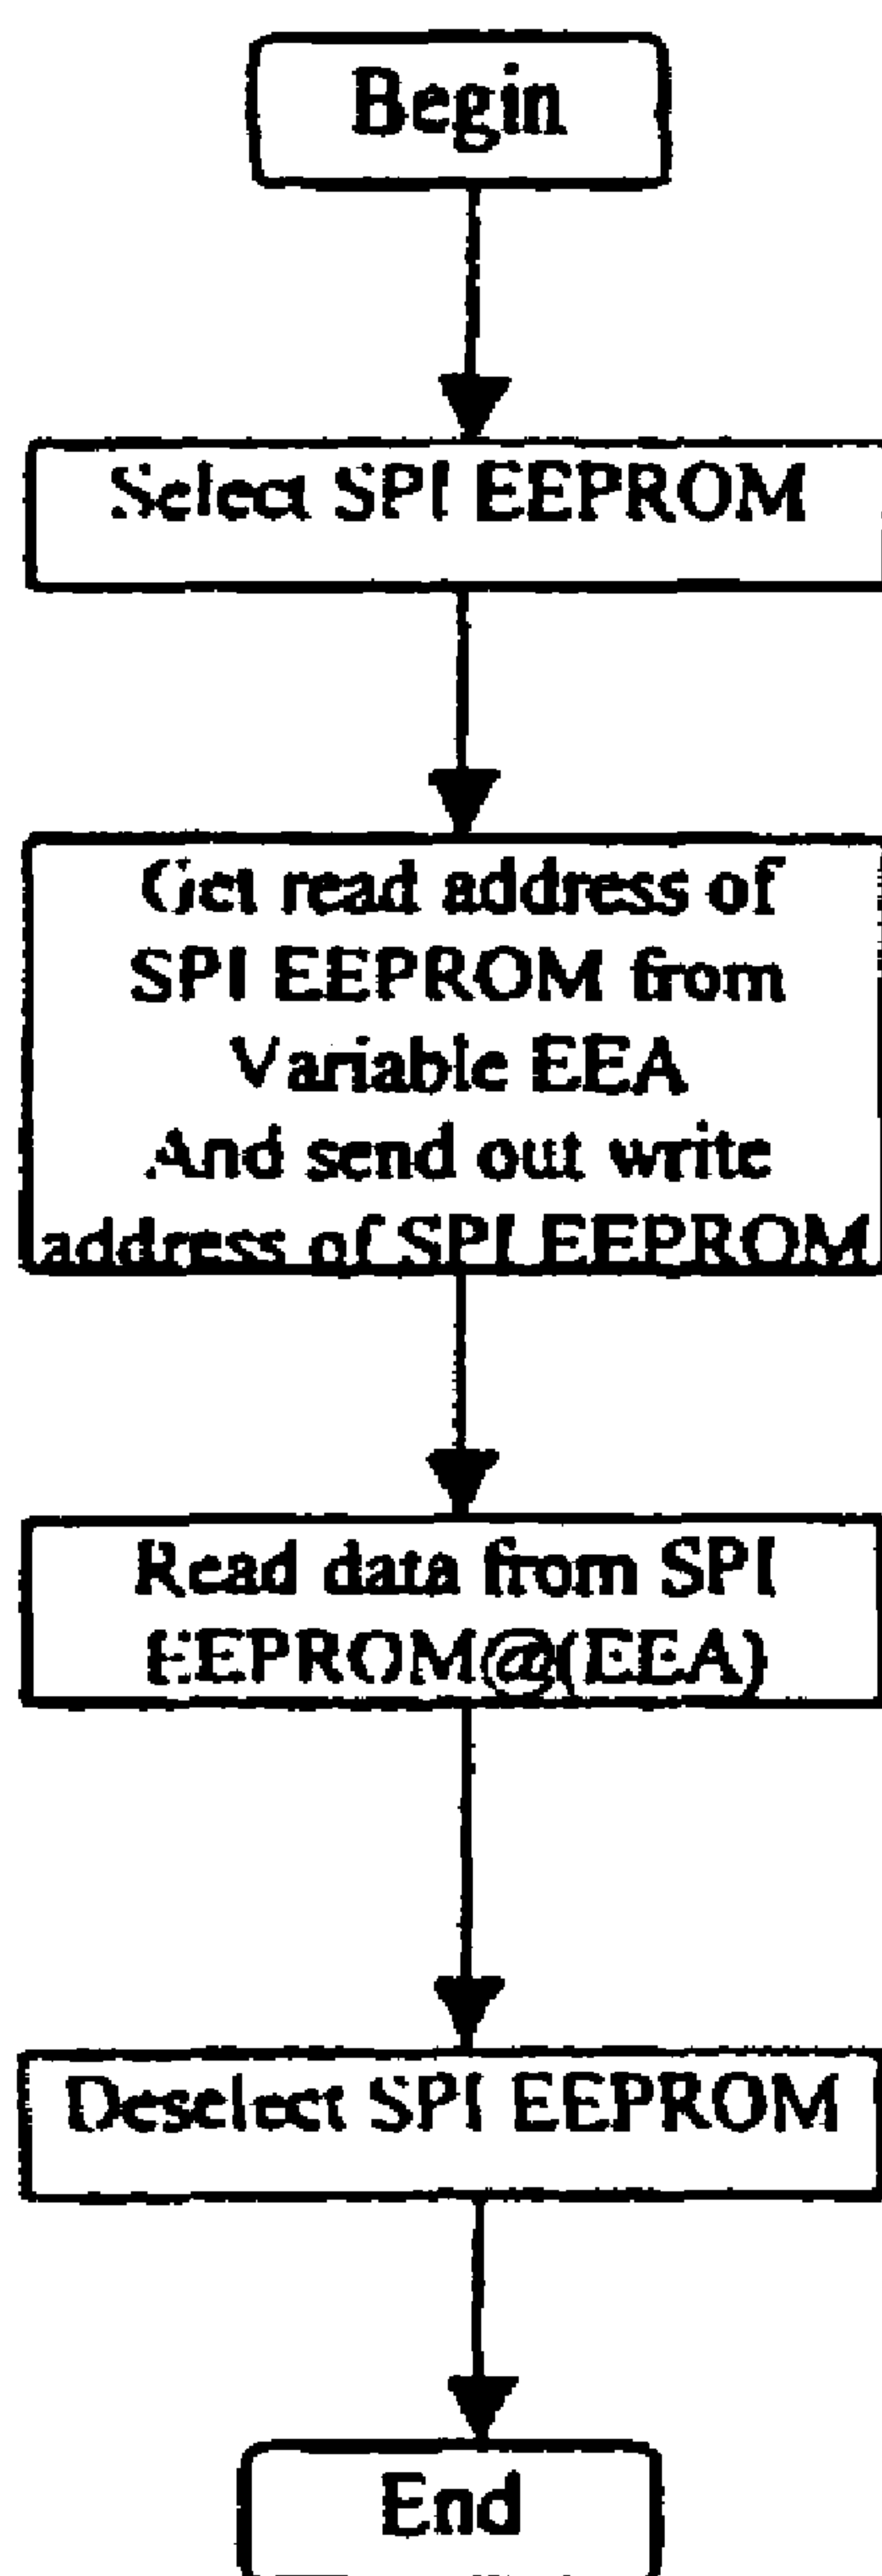 Begin
Select SPI EEPROM
Get read address of
SPI EEPROM from
Variable EEA
And send out write
address of SPI EEPROM
Read data from SPI
EEPROM@(EEA)
Deselect SPI EEPROM
End